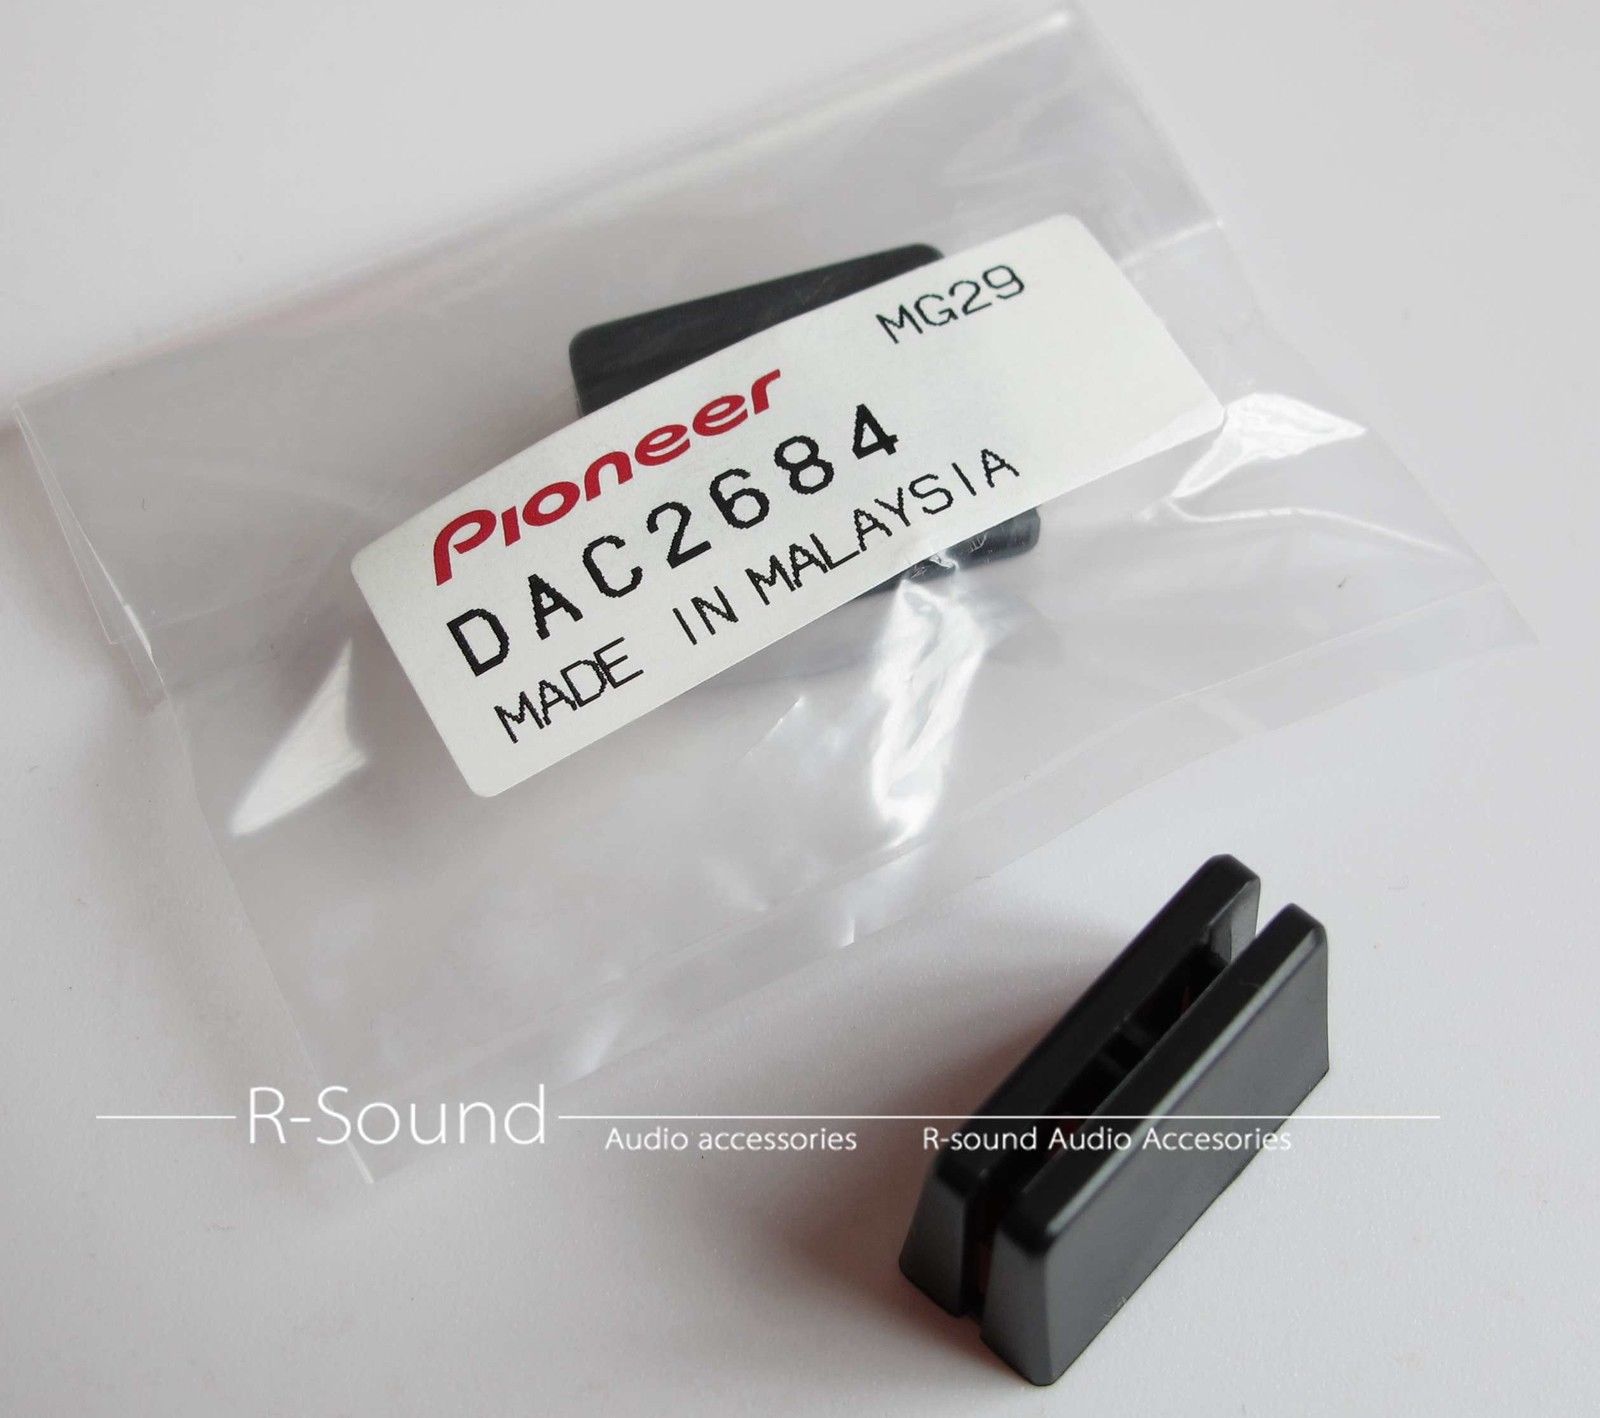 MG29
Pioneer
DAC2684
MADE IN MALAYSIA
R-Sound
Audio accessories
R-sound Audio Accesories